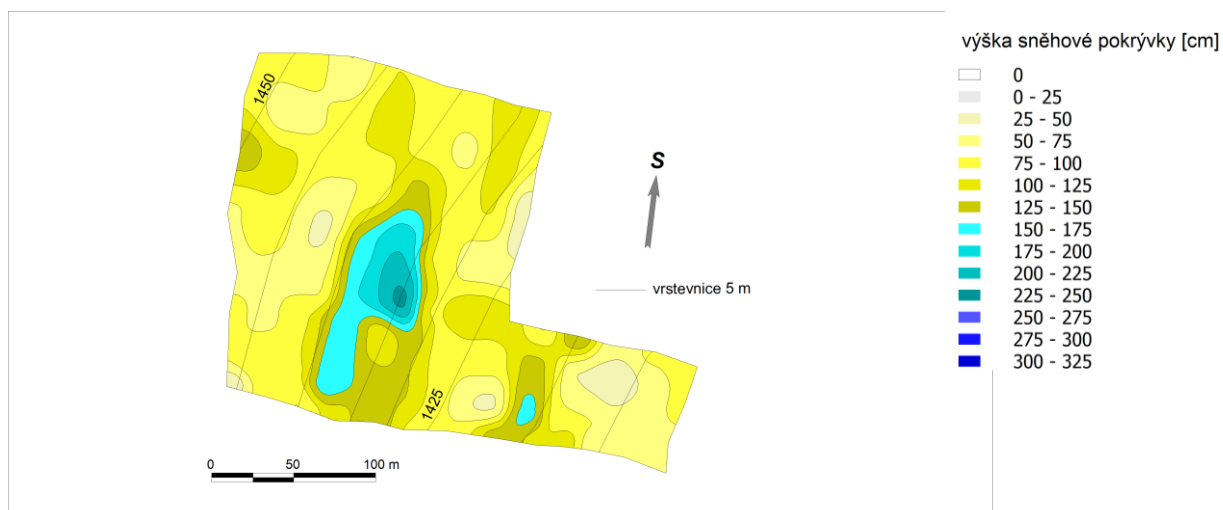 výška sněhové pokrývky [cm]
0
0 - 25
25 - 50
50 - 75
75 - 100
100 - 125
125 - 150
150 - 175
175 - 200
200 - 225
225 - 250
250 - 275
275 - 300
300 - 325
1450
S
vrstevnice 5 m
1425
0 50 100 m